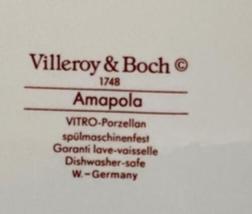 Villeroy & Boch ©
1748
Amapola
VITRO-Porzellan
spülmaschinenfest
Garanti lave-vaisselle
Dishwasher-safe
W.-Germany